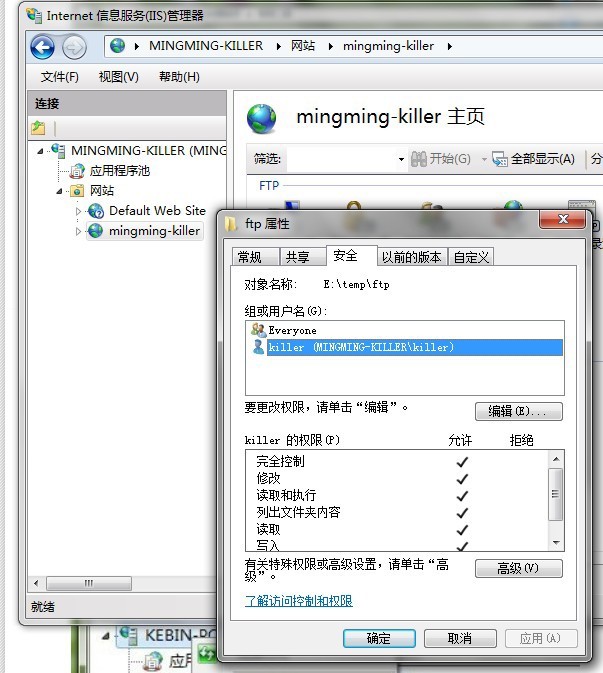 Internet 信息服务(IIS)管理器
MINGMING-KILLER 网站 mingming-killer
文件(F) 视图(V) 帮助(H)
连接
MINGMING-KILLER (MING
应用程序池
网站
Default Web Site
mingming-killer
就绪
mingming-killer 主页
筛选: 开始(G) 全部显示(A) 分
FTP
ftp 属性
常规 共享 安全 以前的版本 自定义
对象名称: E:\temp\ftp
组或用户名(G):
Everyone
killer (MINGMING-KILLER\killer)
要更改权限，请单击“编辑”。 编辑(E)...
killer 的权限(P) 允许 拒绝
完全控制
修改
读取和执行
列出文件夹内容
读取
写入
有关特殊权限或高级设置，请单击“高
级”。
高级(V)
了解访问控制和权限
确定 取消 应用(A)